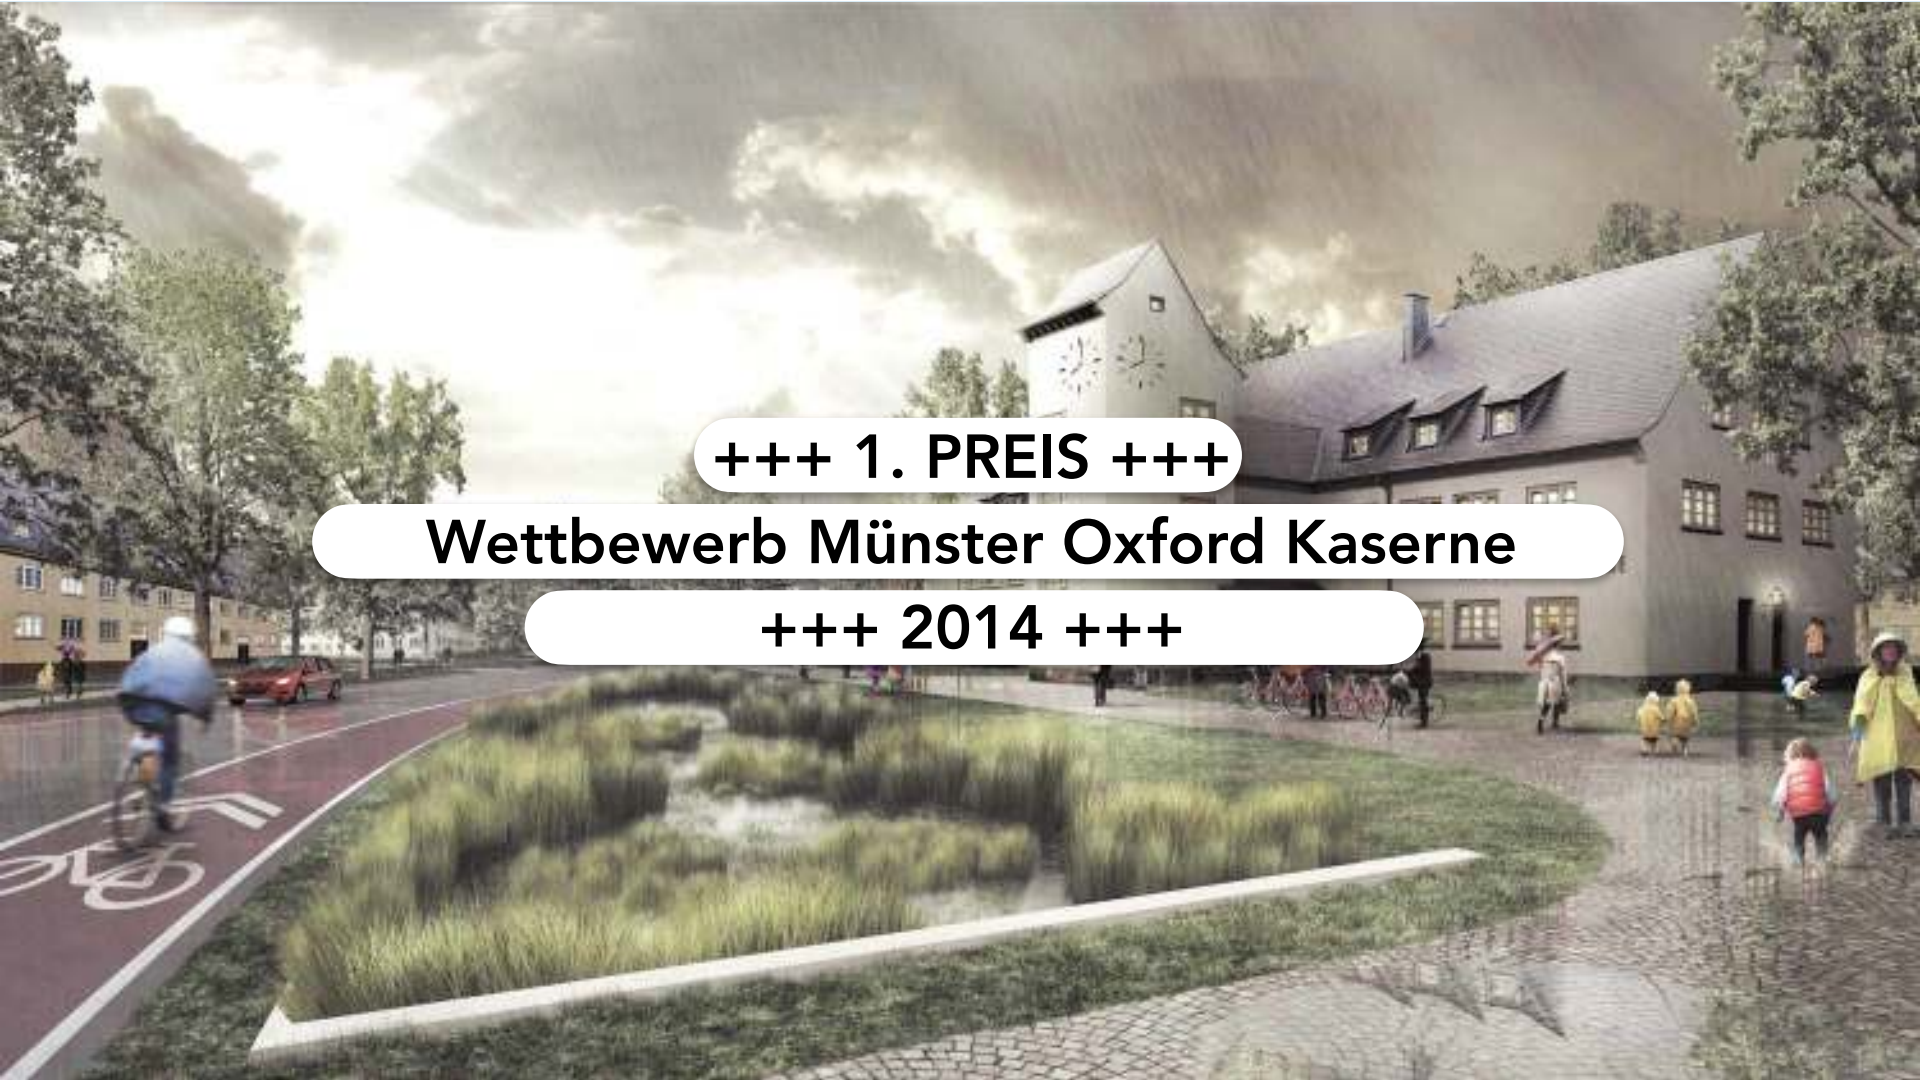 +++ 1. PREIS +++
Wettbewerb Münster Oxford Kaserne
+++ 2014 +++